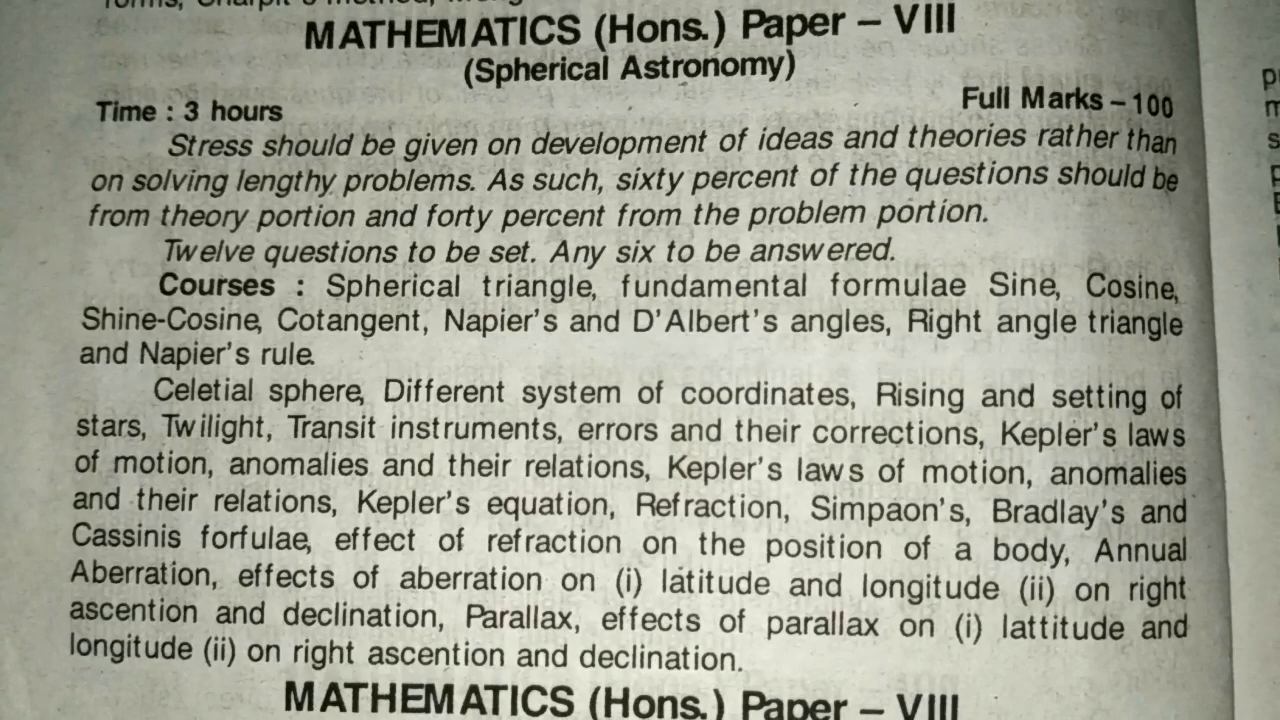 MATHEMATICS (Hons.) Paper – VIII
(Spherical Astronomy)
Time : 3 hours Full Marks – 100
Stress should be given on development of ideas and theories rather than
on solving lengthy problems. As such, sixty percent of the questions should be
from theory portion and forty percent from the problem portion.
Twelve questions to be set. Any six to be answered.
Courses : Spherical triangle, fundamental formulae Sine, Cosine,
Shine-Cosine, Cotangent, Napier's and D'Albert's angles, Right angle triangle
and Napier's rule.
Celetial sphere, Different system of coordinates, Rising and setting of
stars, Twilight, Transit instruments, errors and their corrections, Kepler's laws
of motion, anomalies and their relations, Kepler's laws of motion, anomalies
and their relations, Kepler's equation, Refraction, Simpaon's, Bradlay's and
Cassinis forfulae, effect of refraction on the position of a body, Annual
Aberration, effects of aberration on (i) latitude and longitude (ii) on right
ascention and declination, Parallax, effects of parallax on (i) lattitude and
longitude (ii) on right ascention and declination.
MATHEMATICS (Hons.) Paper – VIII